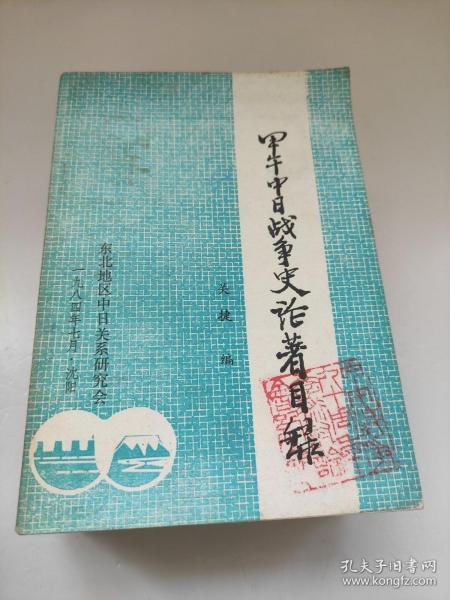 甲午中日战争史论著目录
关捷 编
东北地区中日关系研究会
一九八四年七月·沈阳
孔夫子旧书网
www.kongfz.com